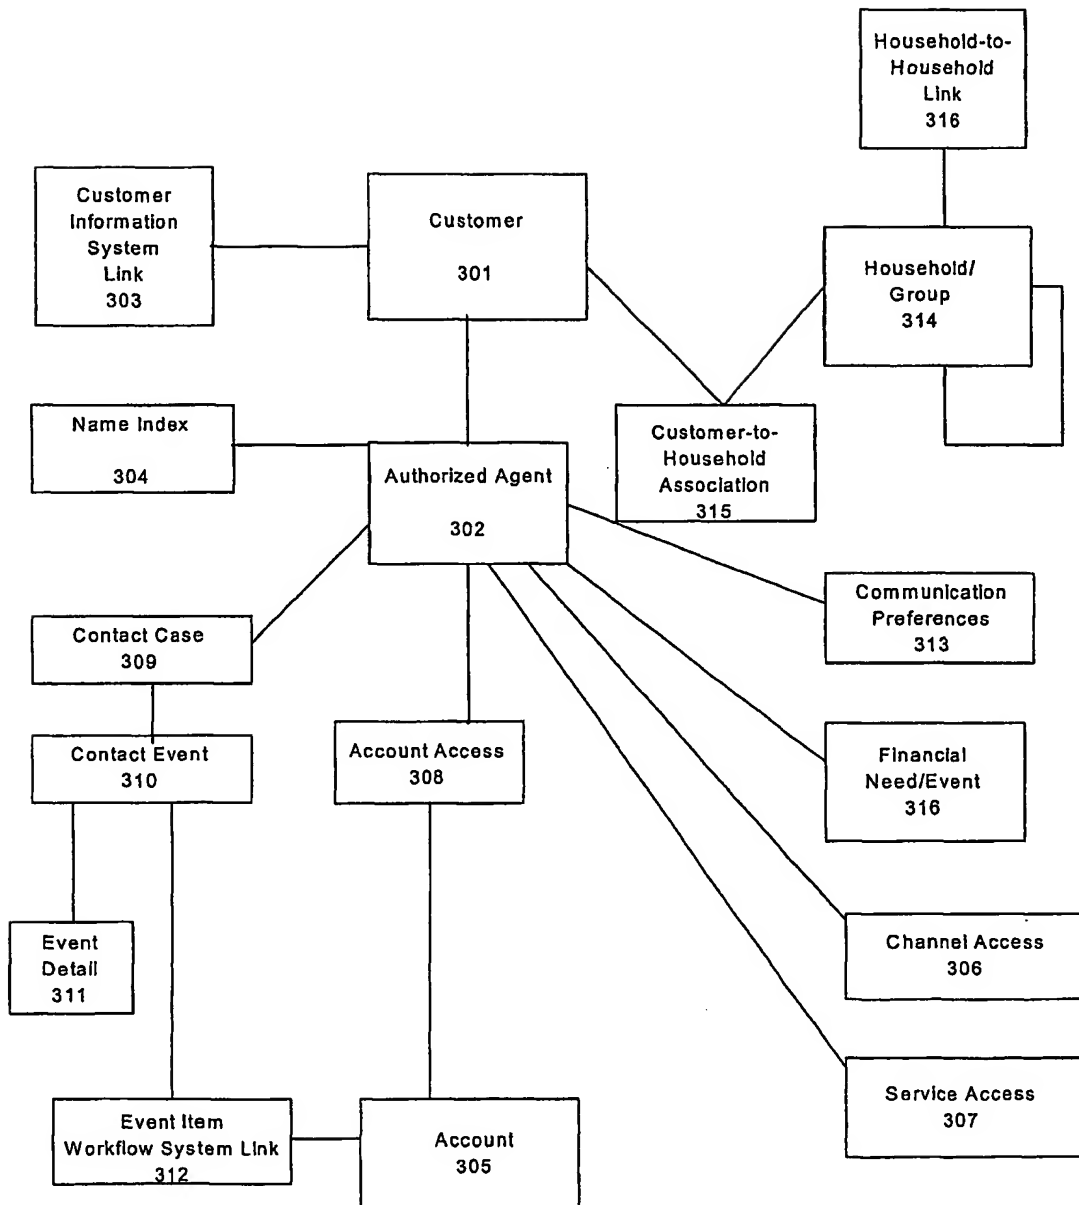 Household-to-
Household
Link
316
Customer
Information
System
Link
303
Customer
301
Household/
Group
314
Name Index
304
Authorized Agent
302
Customer-to-
Household
Association
315
Communication
Preferences
313
Contact Case
309
Contact Event
310
Account Access
308
Financial
Need/Event
316
Event
Detail
311
Channel Access
306
Service Access
307
Event Item
Workflow System Link
312
Account
305